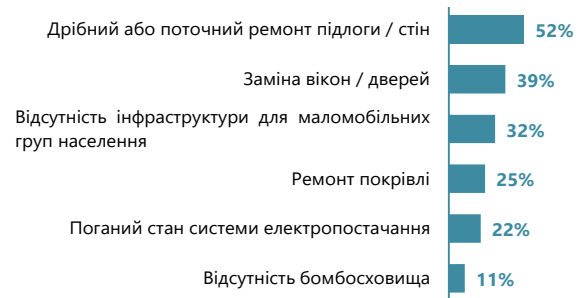 Дрібний або поточний ремонт підлоги / стін 52%
Заміна вікон / дверей 39%
Відсутність інфраструктури для маломобільних
груп населення 32%
Ремонт покрівлі 25%
Поганий стан системи електропостачання 22%
Відсутність бомбосховища 11%